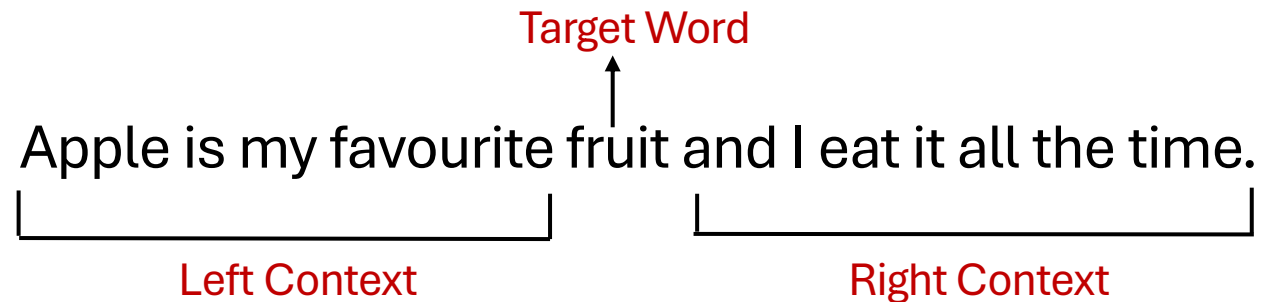 Target Word
Apple is my favourite fruit and I eat it all the time.
Left Context
Right Context